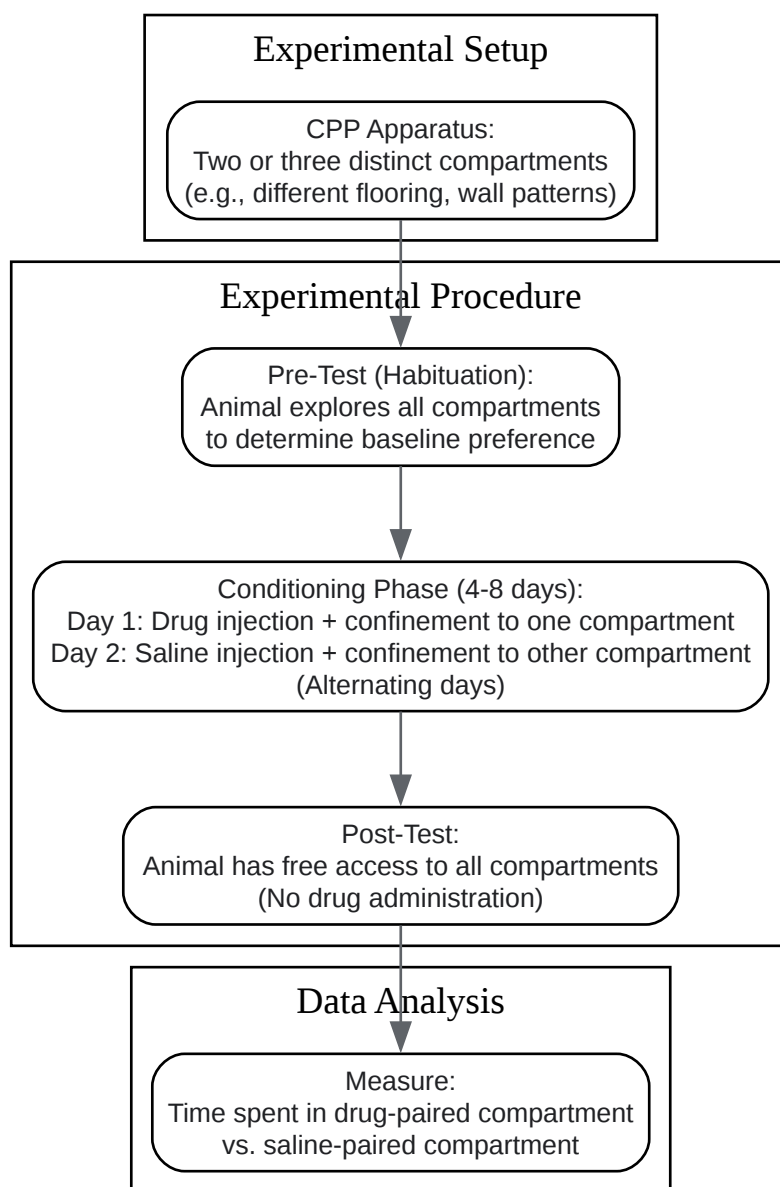 Experimental Setup
CPP Apparatus:
Two or three distinct compartments
(e.g., different flooring, wall patterns)
Experimental Procedure
Pre-Test (Habituation):
Animal explores all compartments
to determine baseline preference
Conditioning Phase (4-8 days):
Day 1: Drug injection + confinement to one compartment
Day 2: Saline injection + confinement to other compartment
(Alternating days)
Post-Test:
Animal has free access to all compartments
(No drug administration)
Data Analysis
Measure:
Time spent in drug-paired compartment
vs. saline-paired compartment